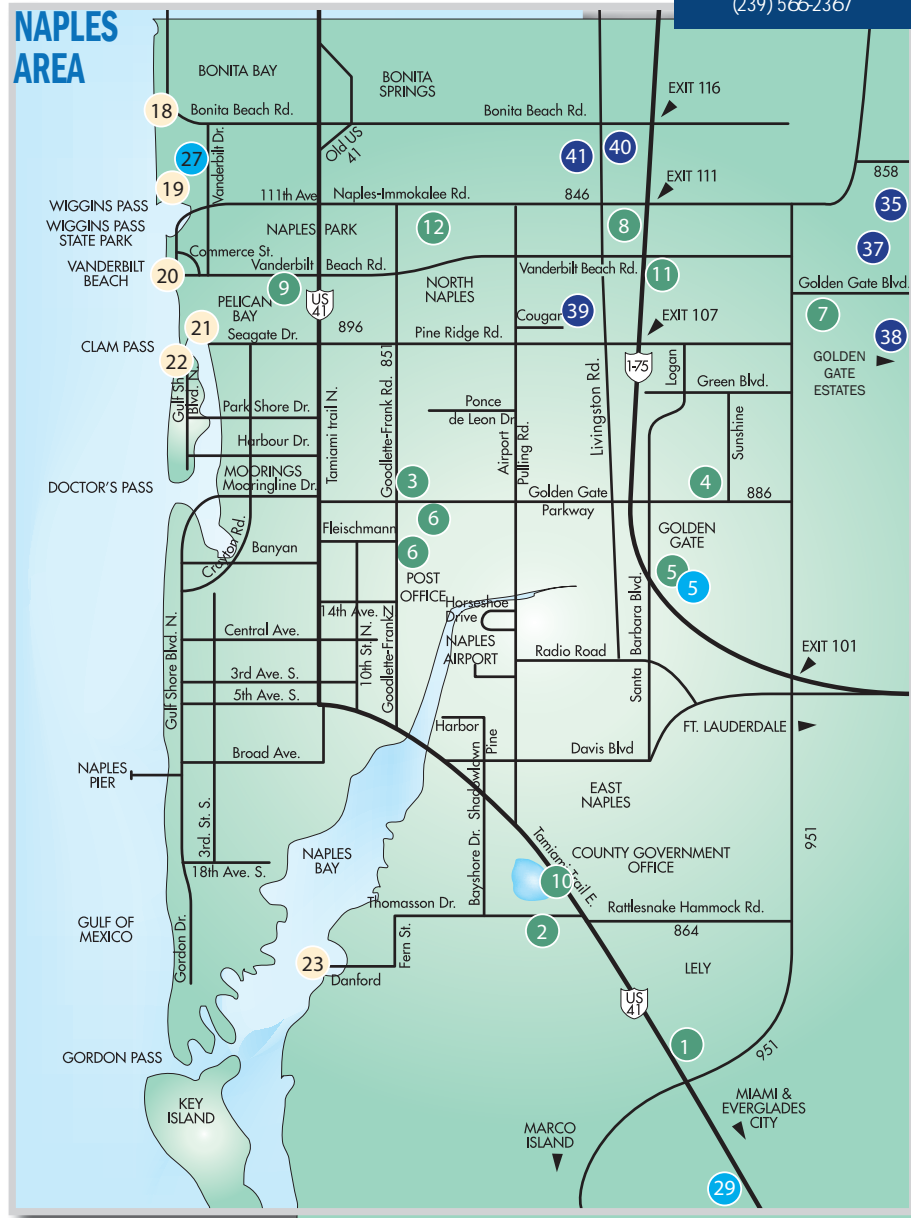 (239) 566-2367
NAPLES
AREA
BONITA BAY
BONITA
SPRINGS
EXIT 116
18
Bonita Beach Rd.
Bonita Beach Rd.
Old US
41
Vanderbilt Dr.
27
41
40
858
19
111th Ave
Naples-Immokalee Rd.
846
EXIT 111
35
WIGGINS PASS
WIGGINS PASS
STATE PARK
NAPLES PARK
12
8
37
Commerce St.
VANDERBILT
BEACH
20
Vanderbilt Beach Rd.
9
NORTH
NAPLES
Vanderbilt Beach Rd.
11
Golden Gate Blvd.
PELICAN
BAY
US
41
Cougar
39
7
21
Seagate Dr.
896
Pine Ridge Rd.
EXIT 107
38
CLAM PASS
22
851
I-75
Logan
GOLDEN
GATE
ESTATES
Gulf Shr
Blvd. N.
Green Blvd.
Park Shore Dr.
Tamiami trail N.
Goodlette-Frank Rd.
Ponce
de Leon Dr.
Airport
Pulling Rd.
Livingston Rd.
Sunshine
Harbour Dr.
MOORINGS
Mooringline Dr.
DOCTOR'S PASS
3
4
Golden Gate
Parkway
886
6
Fleischmann
Crayton Rd.
Banyan
6
GOLDEN
GATE
5
5
POST
OFFICE
14th Ave. N
Horseshoe
Drive
Santa Barbara Blvd.
Central Ave.
10th St. N.
Goodlette-Frank
NAPLES
AIRPORT
Radio Road
EXIT 101
Gulf Shore Blvd. N.
3rd Ave. S.
5th Ave. S.
Harbor
Pine
FT. LAUDERDALE
Broad Ave.
Davis Blvd
NAPLES
PIER
Shadowlawn
EAST
NAPLES
951
3rd. St. S.
NAPLES
BAY
Bayshore Dr.
Tamiami Trail E.
COUNTY GOVERNMENT
OFFICE
18th Ave. S.
10
Thomasson Dr.
Rattlesnake Hammock Rd.
GULF OF
MEXICO
Gordon Dr.
Fern St.
2
864
23
Danford
LELY
US
41
1
951
GORDON PASS
KEY
ISLAND
MIAMI &
EVERGLADES
CITY
MARCO
ISLAND
29